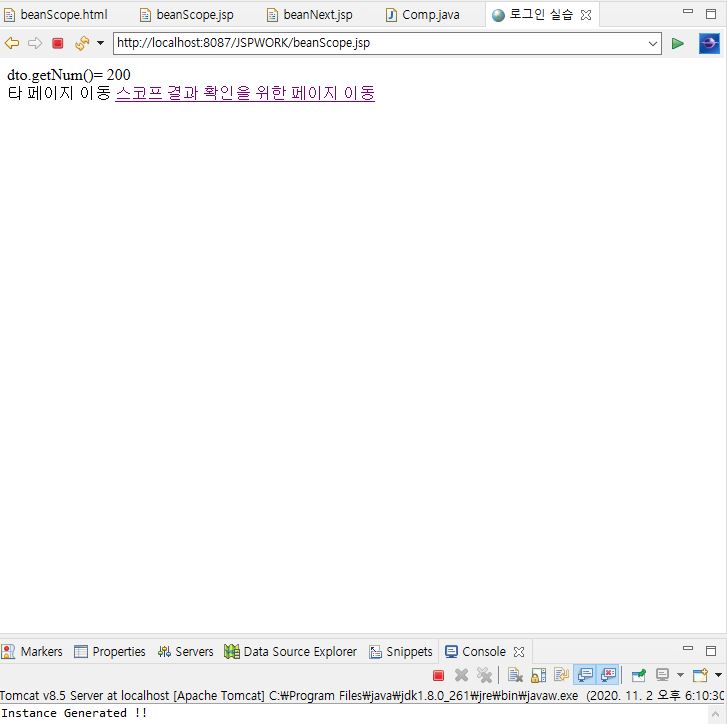 beanScope.html beanScope.jsp beanNext.jsp Comp.java 로그인 실습
http://localhost:8087/JSPWORK/beanScope.jsp
dto.getNum()= 200
타 페이지 이동 스코프 결과 확인을 위한 페이지 이동
Markers Properties Servers Data Source Explorer Snippets Console
Tomcat v8.5 Server at localhost [Apache Tomcat] C:₩Program Files₩java₩jdk1.8.0_261₩jre₩bin₩javaw.exe (2020. 11. 2 오후 6:10:30
Instance Generated !!